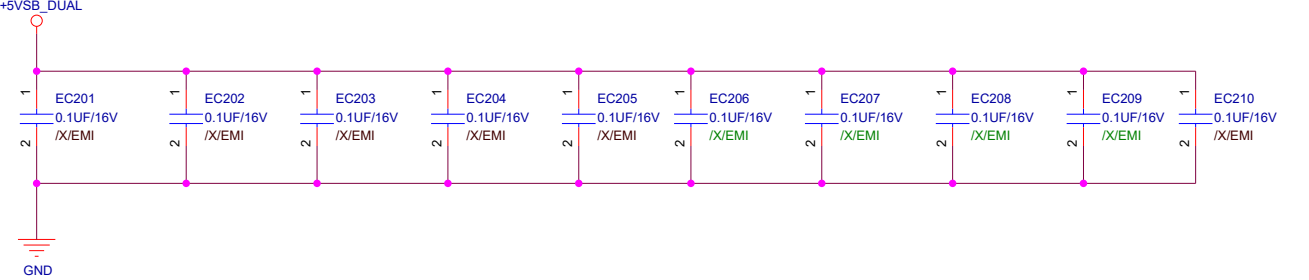 +5VSB_DUAL
1
EC201
0.1UF/16V
/X/EMI
2
1
EC202
0.1UF/16V
/X/EMI
2
1
EC203
0.1UF/16V
/X/EMI
2
1
EC204
0.1UF/16V
/X/EMI
2
1
EC205
0.1UF/16V
/X/EMI
2
1
EC206
0.1UF/16V
/X/EMI
2
1
EC207
0.1UF/16V
/X/EMI
2
1
EC208
0.1UF/16V
/X/EMI
2
1
EC209
0.1UF/16V
/X/EMI
2
1
EC210
0.1UF/16V
/X/EMI
2
GND